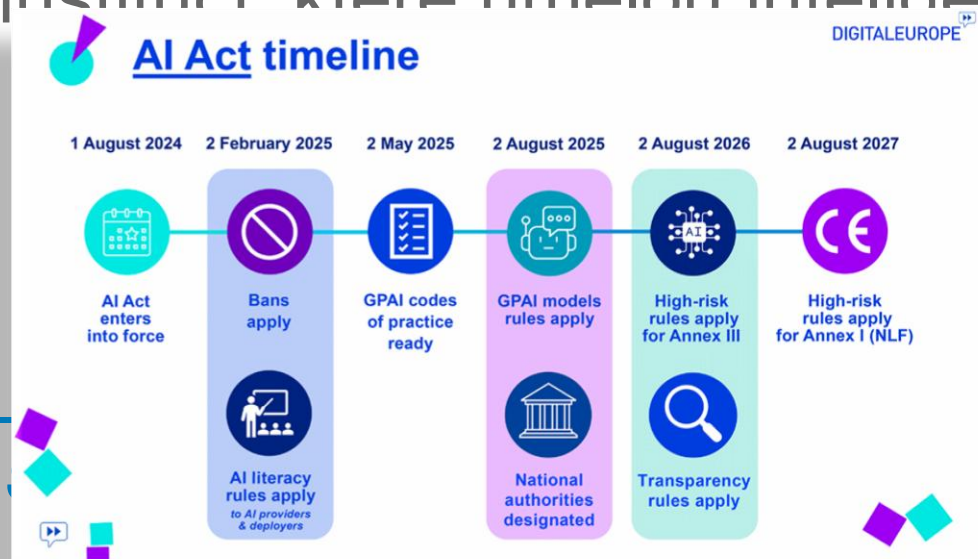 DIGITALEUROPE
AI Act timeline
1 August 2024
2 February 2025
2 May 2025
2 August 2025
2 August 2026
2 August 2027
AI
CE
AI Act
enters
into force
Bans
apply
GPAI codes
of practice
ready
GPAI models
rules apply
High-risk
rules apply
for Annex III
High-risk
rules apply
for Annex I (NLF)
AI literacy
rules apply
to AI providers
& deployers
National
authorities
designated
Transparency
rules apply